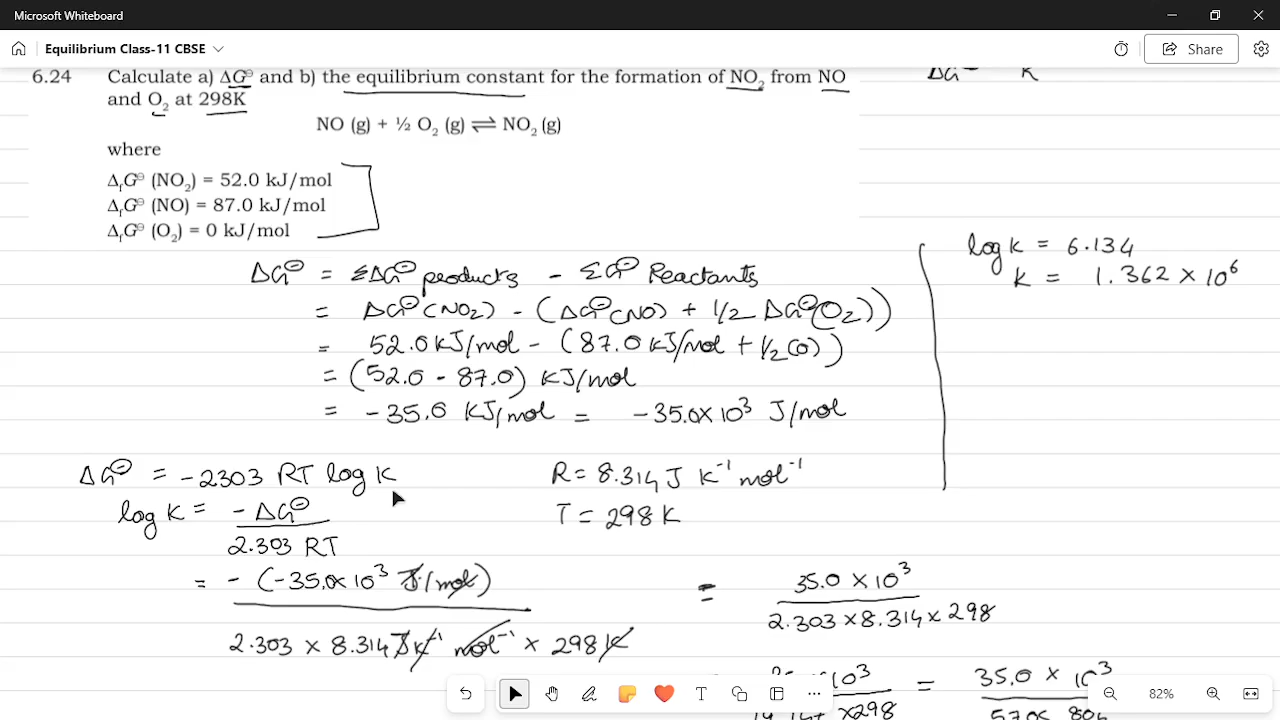 Microsoft Whiteboard
Equilibrium Class-11 CBSE
Share
6.24 Calculate a) ΔG⊖ and b) the equilibrium constant for the formation of NO₂ from NO
and O₂ at 298K
NO (g) + ½ O₂ (g) ⇌ NO₂ (g)
where
ΔfG⊖ (NO₂) = 52.0 kJ/mol
ΔfG⊖ (NO) = 87.0 kJ/mol
ΔfG⊖ (O₂) = 0 kJ/mol
ΔG⊖ = ΣΔG⊖ products - ΣG⊖ Reactants
= ΔG⊖(NO₂) - (ΔG⊖(NO) + 1/2 ΔG⊖(O₂))
= 52.0 KJ/mol - (87.0 KJ/mol + 1/2(0))
= (52.0 - 87.0) KJ/mol
= -35.0 KJ/mol = -35.0×10³ J/mol
ΔG⊖ = -2303 RT log K
log K = -ΔG⊖
2.303 RT
= - (-35.0×10³ J/mol)
2.303 × 8.314 J K⁻¹ mol⁻¹ × 298 K
R = 8.314 J K⁻¹ mol⁻¹
T = 298 K
= 35.0 × 10³
2.303 × 8.314 × 298
×298
= 35.0 × 10³
log K = 6.134
K = 1.362 × 10⁶
82%